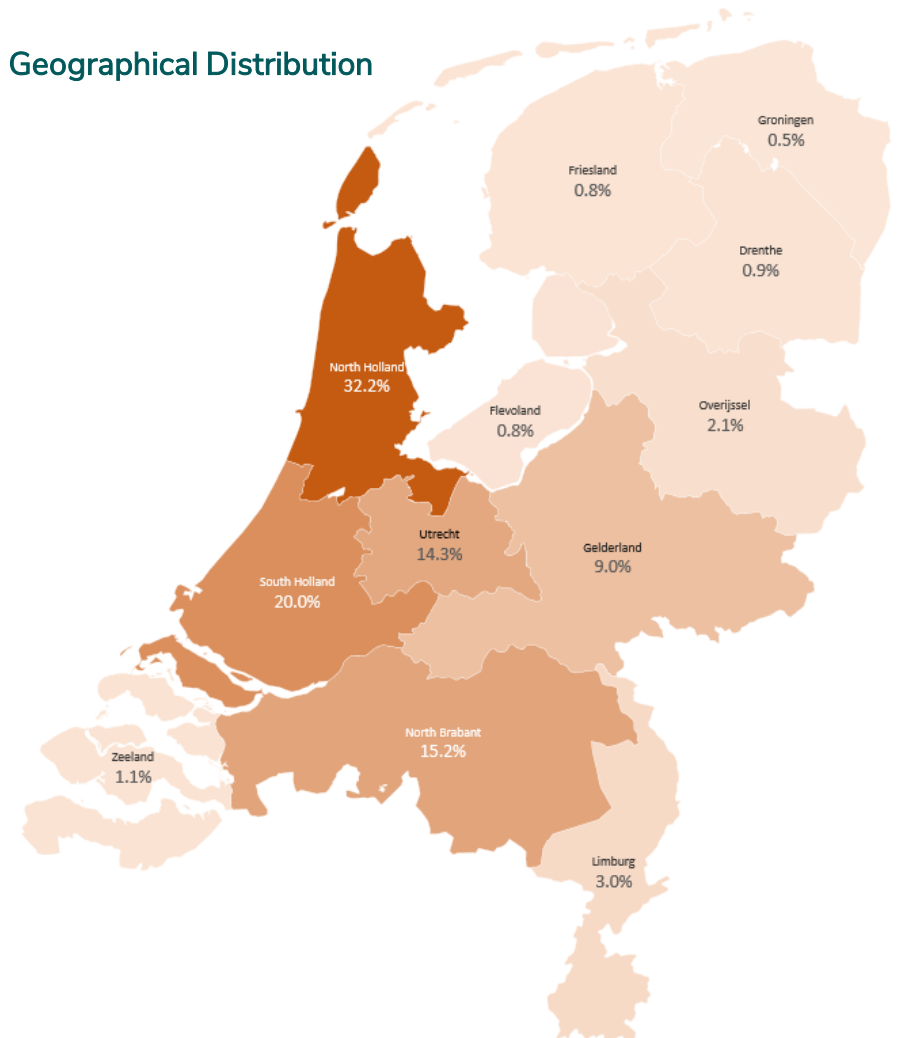 Geographical Distribution
Groningen
0.5%
Friesland
0.8%
Drenthe
0.9%
North Holland
32.2%
Flevoland
0.8%
Overijssel
2.1%
Utrecht
14.3%
Gelderland
9.0%
South Holland
20.0%
North Brabant
15.2%
Zeeland
1.1%
Limburg
3.0%